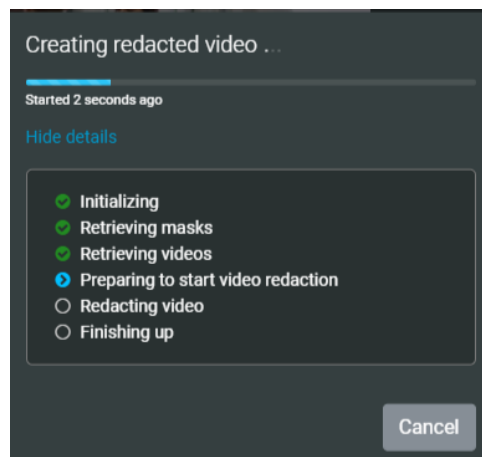 Creating redacted video ...
Started 2 seconds ago
Hide details
Initializing
Retrieving masks
Retrieving videos
Preparing to start video redaction
Redacting video
Finishing up
Cancel